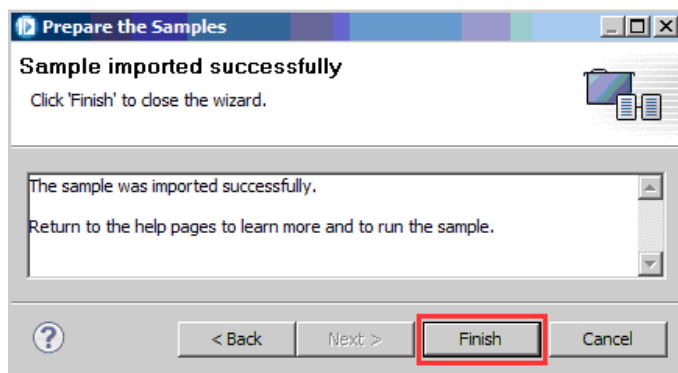 Prepare the Samples
Sample imported successfully
Click 'Finish' to close the wizard.
The sample was imported successfully.
Return to the help pages to learn more and to run the sample.
?
< Back
Next >
Finish
Cancel